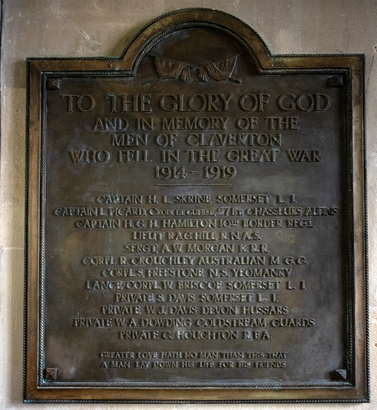 TO THE GLORY OF GOD
AND IN MEMORY OF THE
MEN OF CLAVERTON
WHO FELL IN THE GREAT WAR
1914-1919
CAPTAIN H. L. SKRINE SOMERSET L. I.
CAPTAIN I. PICARD, CROIX DE GUERRE, 27TH CHASSEURS ALPINS
CAPTAIN H. G. H. HAMILTON 10TH BORDER REGT.
LIEUT R.A.G. HILL R.N.A.S.
SERGT. A.W. MORGAN K.R.R.
CORPL. R. CROUCHLEY AUSTRALIAN M.G.C.
CORPL. S. FREESTONE N.S. YEOMANRY
LANCE CORPL. W. BRISCOE SOMERSET L. I.
PRIVATE S. DAVIS SOMERSET L. I.
PRIVATE W. J. DAVIS DEVON HUSSARS
PRIVATE W. A. DOWDING COLDSTREAM GUARDS
PRIVATE C. HOUGHTON R.F.A.
GREATER LOVE HATH NO MAN THAN THIS THAT
A MAN LAY DOWN HIS LIFE FOR HIS FRIENDS